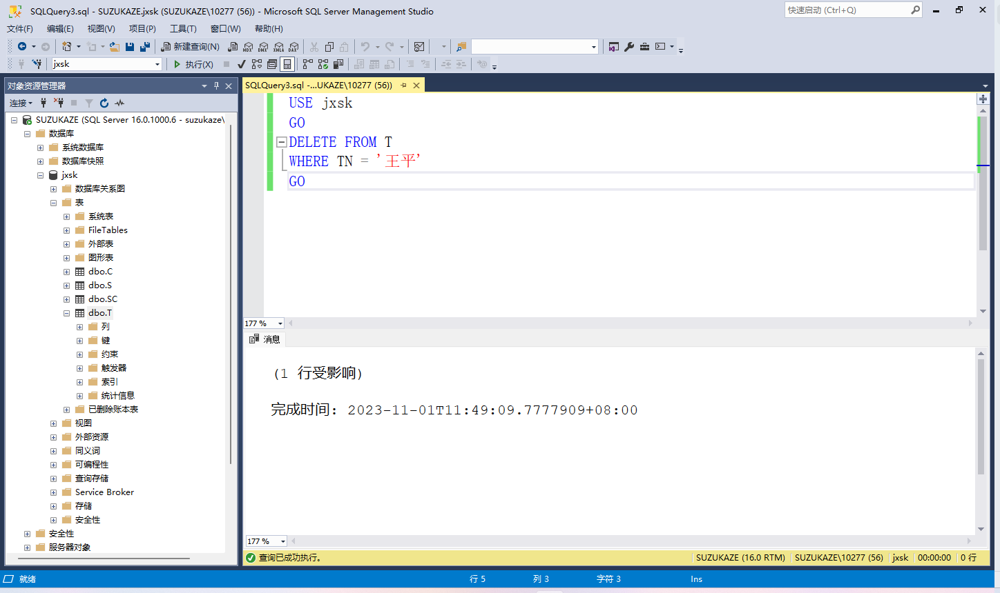 SQLQuery3.sql - SUZUKAZE.jxsk (SUZUKAZE\10277 (56)) - Microsoft SQL Server Management Studio
快速启动 (Ctrl+Q)
文件(F) 编辑(E) 视图(V) 项目(P) 工具(T) 窗口(W) 帮助(H)
新建查询(N) MDX DMX XMLA DAX
jxsk 执行(X)
对象资源管理器
连接
SUZUKAZE (SQL Server 16.0.1000.6 - suzukaze\
数据库
系统数据库
数据库快照
jxsk
数据库关系图
表
系统表
FileTables
外部表
图形表
dbo.C
dbo.S
dbo.SC
dbo.T
列
键
约束
触发器
索引
统计信息
已删除账本表
视图
外部资源
同义词
可编程性
查询存储
Service Broker
存储
安全性
安全性
服务器对象
SQLQuery3.sql -...UKAZE\10277 (56))
USE jxsk
GO
DELETE FROM T
WHERE TN = '王平'
GO
177 %
消息
(1 行受影响)
完成时间: 2023-11-01T11:49:09.7777909+08:00
177 %
查询已成功执行。 SUZUKAZE (16.0 RTM) SUZUKAZE\10277 (56) jxsk 00:00:00 0 行
就绪 行 5 列 3 字符 3 Ins